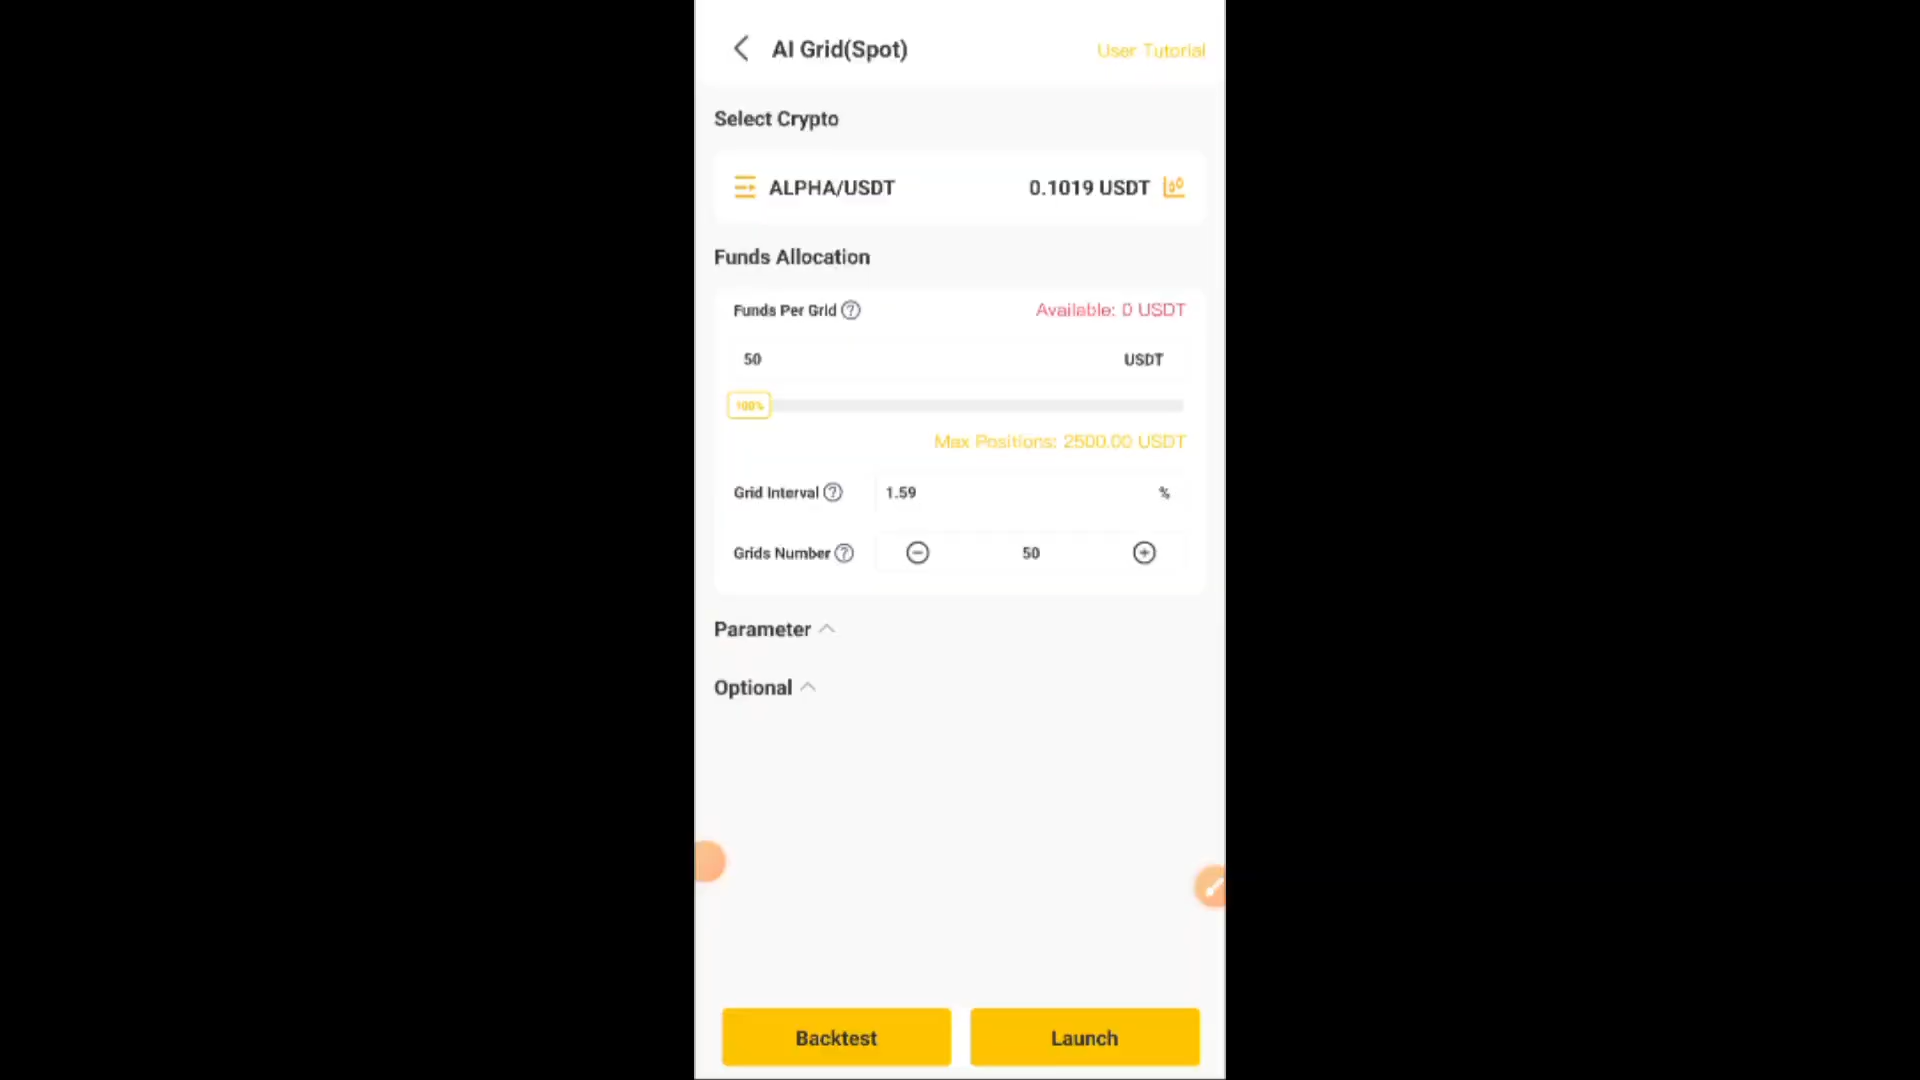 AI Grid(Spot)
User Tutorial
Select Crypto
ALPHA/USDT
0.1019 USDT
Funds Allocation
Funds Per Grid
Available: 0 USDT
50
USDT
100%
Max Positions: 2500.00 USDT
Grid Interval
1.59
%
Grids Number
50
Parameter
Optional
Backtest
Launch